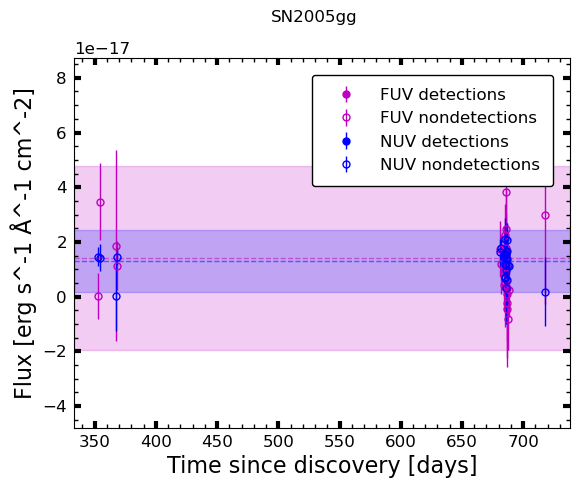 SN2005gg
1e−17
FUV detections
FUV nondetections
NUV detections
NUV nondetections
8
6
4
2
0
−2
−4
Flux [erg s^-1 Å^-1 cm^-2]
350 400 450 500 550 600 650 700
Time since discovery [days]